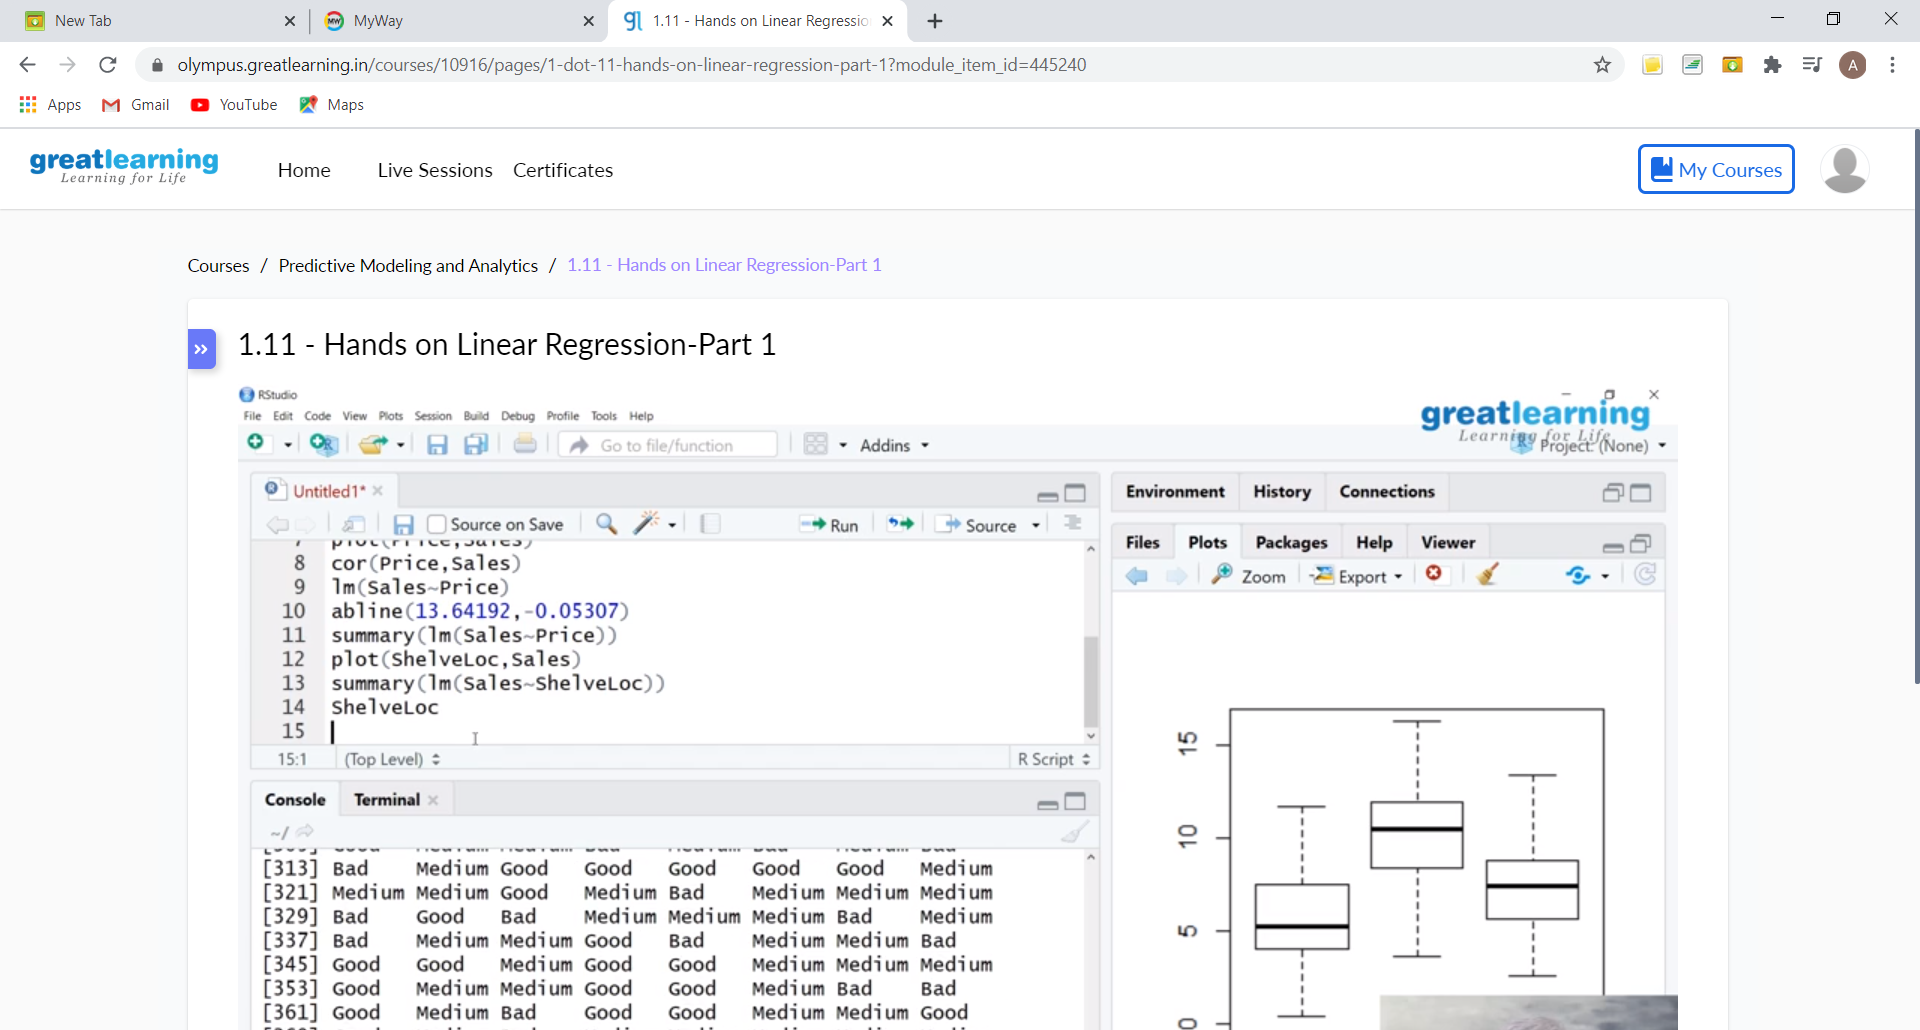 New Tab
MyWay
1.11 - Hands on Linear Regressio
olympus.greatlearning.in/courses/10916/pages/1-dot-11-hands-on-linear-regression-part-1?module_item_id=445240
A
Apps
Gmail
YouTube
Maps
greatlearning
Learning for Life
Home
Live Sessions
Certificates
My Courses
Courses / Predictive Modeling and Analytics / 1.11 - Hands on Linear Regression-Part 1
1.11 - Hands on Linear Regression-Part 1
RStudio
File Edit Code View Plots Session Build Debug Profile Tools Help
greatlearning
Learning for Life
Go to file/function
Addins
Project: (None)
Untitled1*
Source on Save
Run
Source
7 plot(Price,Sales)
8 cor(Price,Sales)
9 lm(Sales~Price)
10 abline(13.64192,-0.05307)
11 summary(lm(Sales~Price))
12 plot(ShelveLoc,Sales)
13 summary(lm(Sales~ShelveLoc))
14 ShelveLoc
15
15:1
(Top Level)
R Script
Console
Terminal
~/
[313] Bad Medium Good Good Good Good Good Medium
[321] Medium Medium Good Medium Bad Medium Medium Medium
[329] Bad Good Bad Medium Medium Medium Bad Medium
[337] Bad Medium Medium Good Bad Medium Medium Bad
[345] Good Good Medium Good Good Medium Medium Medium
[353] Good Medium Medium Good Good Medium Bad Bad
[361] Good Medium Bad Good Good Medium Medium Good
Environment
History
Connections
Files
Plots
Packages
Help
Viewer
Zoom
Export
15
10
5
0